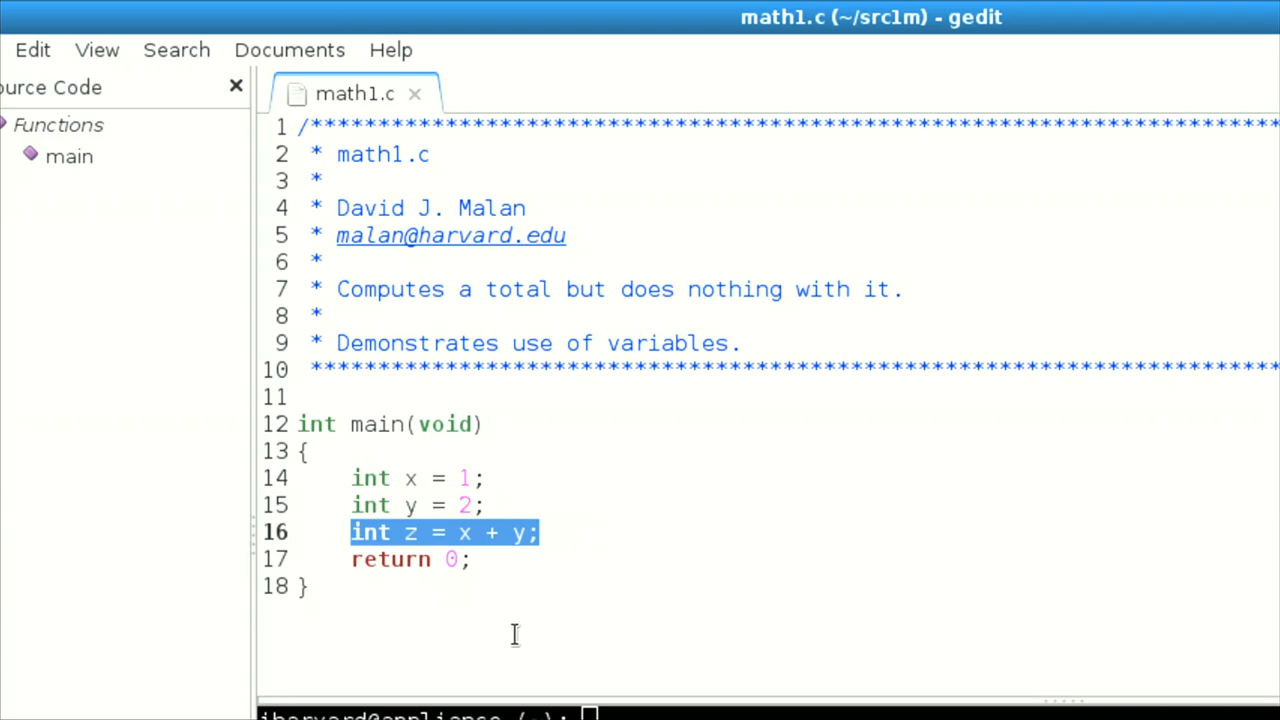 math1.c (~/src1m) - gedit
Edit View Search Documents Help
ource Code
math1.c
Functions
main
1 /************************************************************************
2 * math1.c
3 *
4 * David J. Malan
5 * malan@harvard.edu
6 *
7 * Computes a total but does nothing with it.
8 *
9 * Demonstrates use of variables.
10 ************************************************************************
11
12 int main(void)
13 {
14 int x = 1;
15 int y = 2;
16 int z = x + y;
17 return 0;
18 }
jharvard@appliance (~):